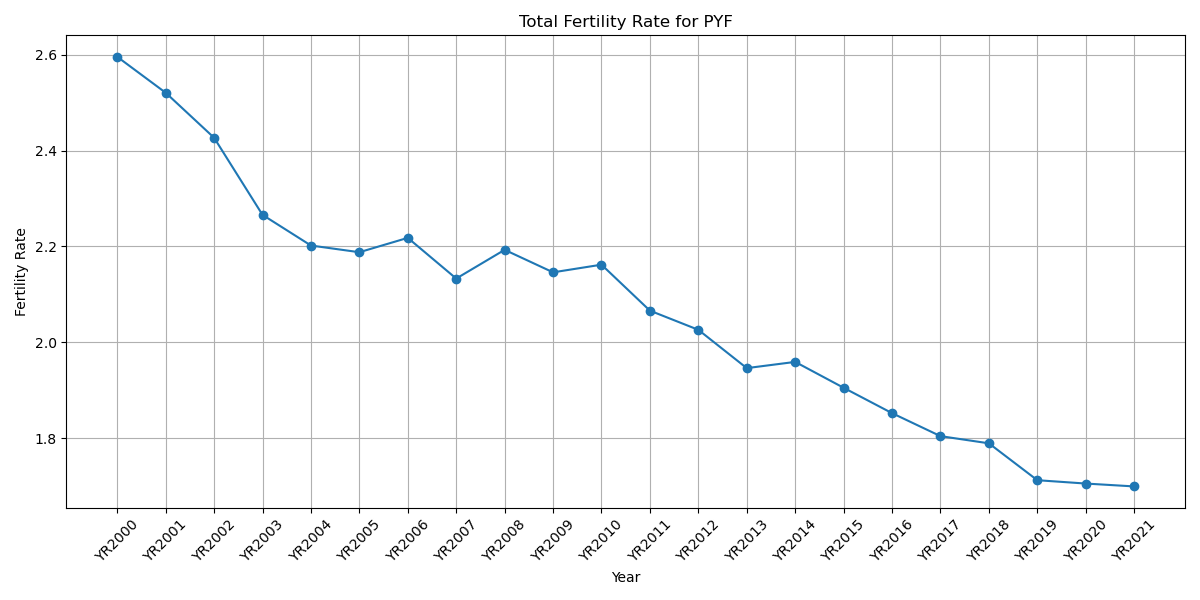 Total Fertility Rate for PYF
2.6
2.4
2.2
2.0
1.8
Fertility Rate
YR2000
YR2001
YR2002
YR2003
YR2004
YR2005
YR2006
YR2007
YR2008
YR2009
YR2010
YR2011
YR2012
YR2013
YR2014
YR2015
YR2016
YR2017
YR2018
YR2019
YR2020
YR2021
Year